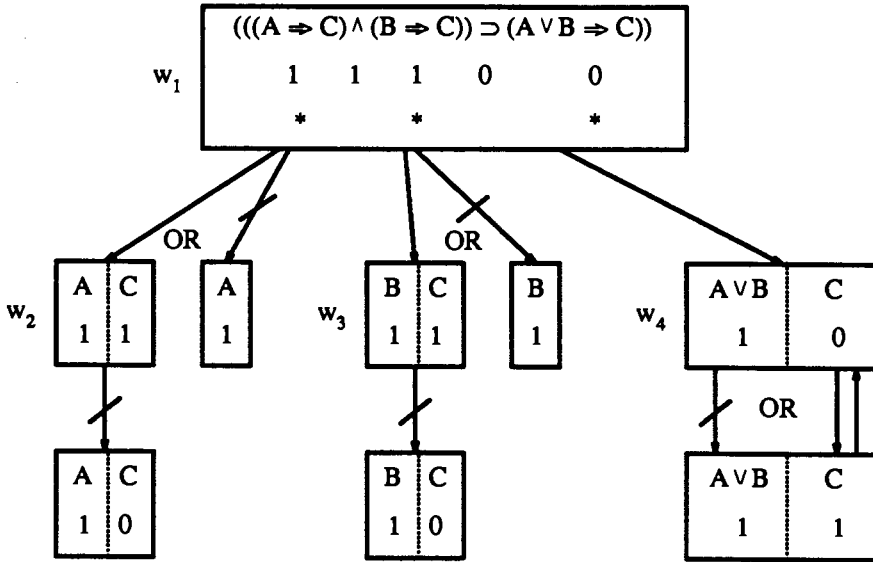 (((A ⇒ C) ∧ (B ⇒ C)) ⊃ (A ∨ B ⇒ C))
w₁ 1 1 1 0 0
* * *
OR OR
w₂ A C A w₃ B C B w₄ A ∨ B C
1 1 1 1 1 1 1 0
OR
A C B C A ∨ B C
1 0 1 0 1 1